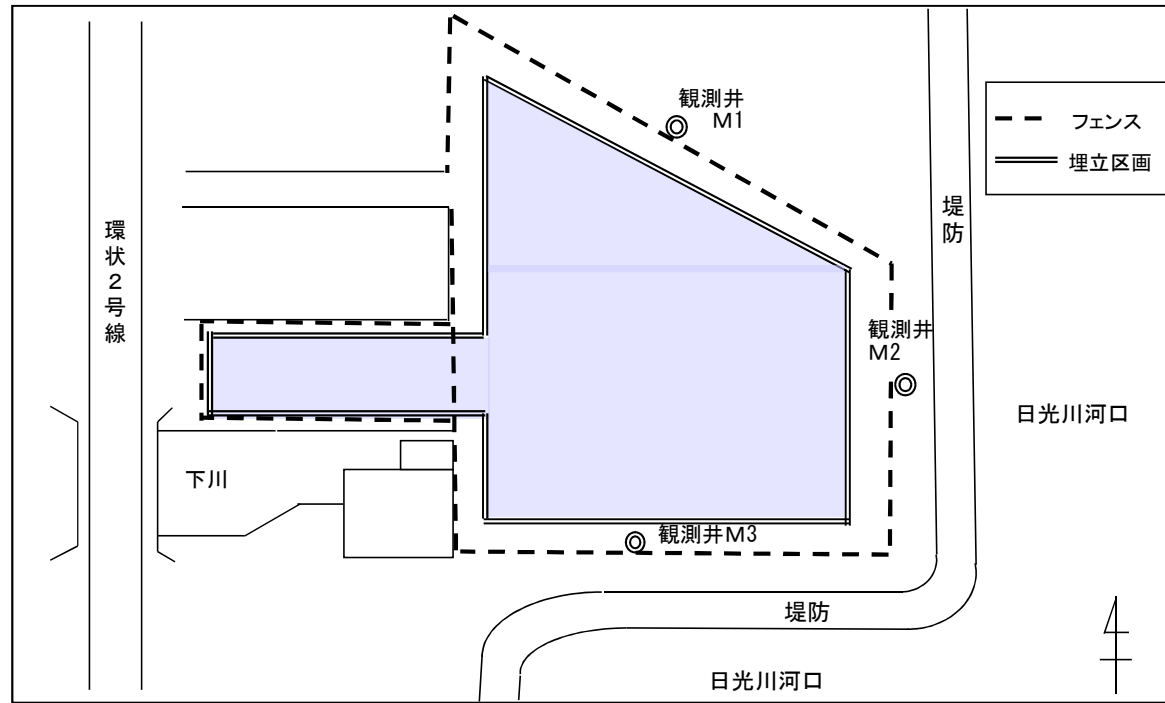 観測井
M1
フェンス
埋立区画
堤防
環状2号線
観測井
M2
日光川河口
下川
観測井M3
堤防
日光川河口